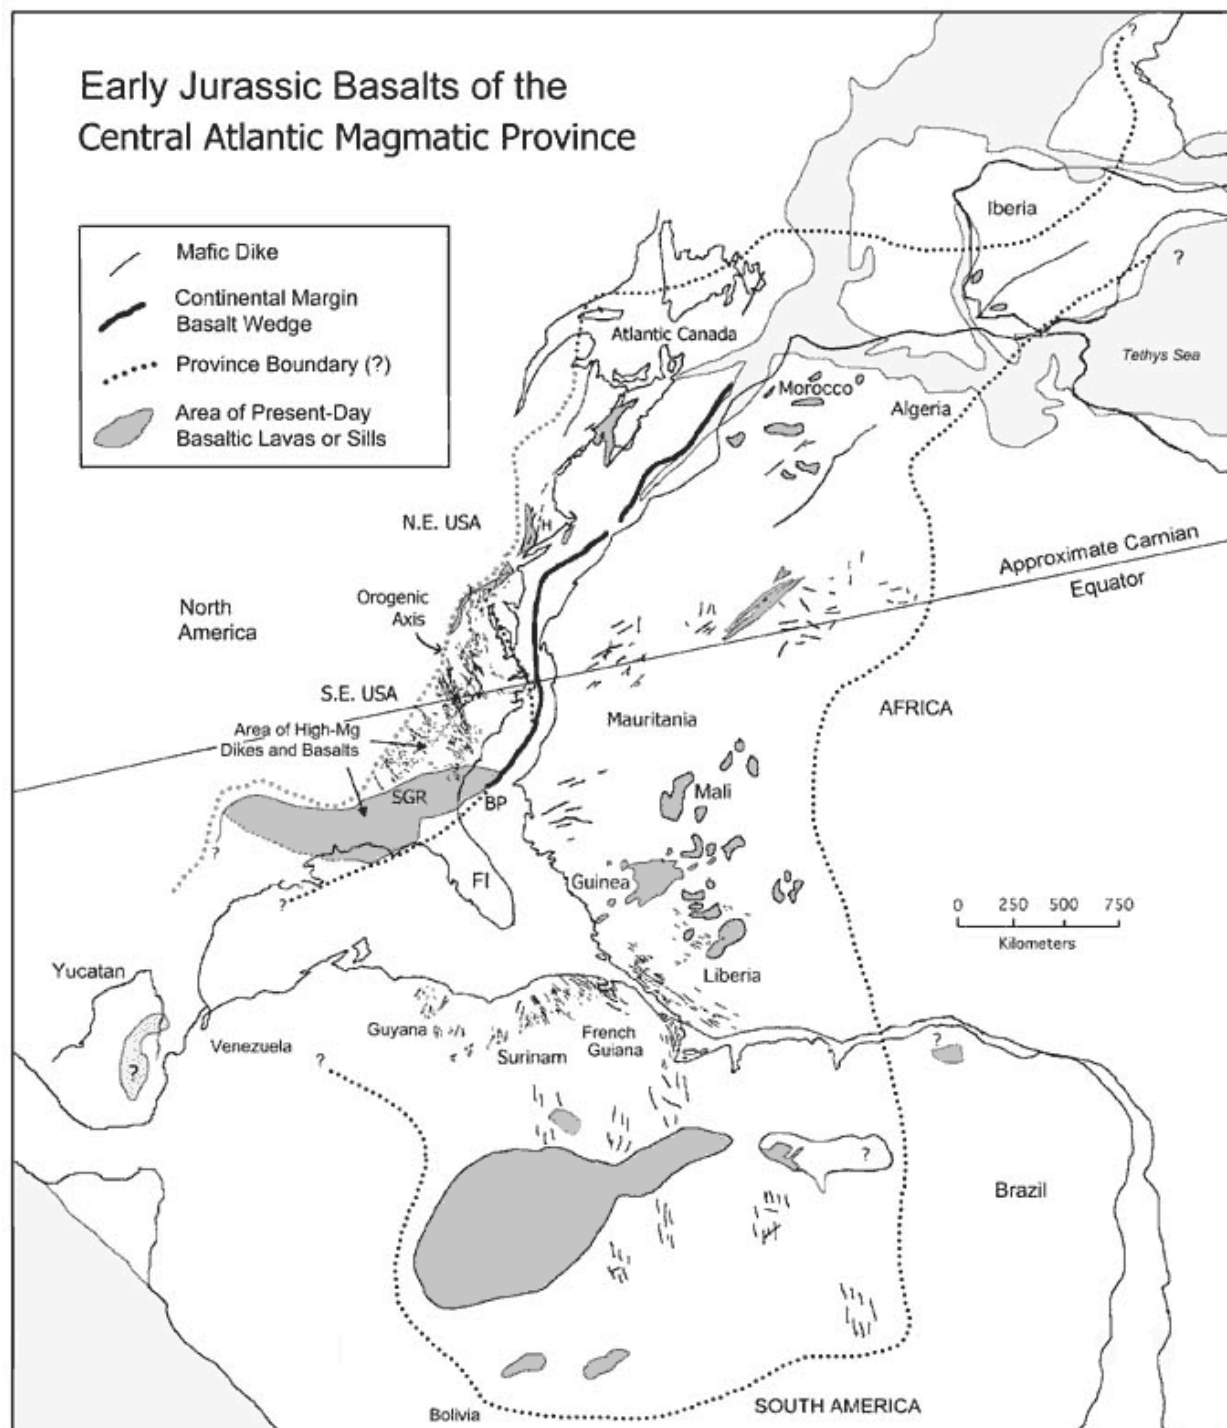 Early Jurassic Basalts of the
Central Atlantic Magmatic Province
Mafic Dike
Continental Margin
Basalt Wedge
Province Boundary (?)
Area of Present-Day
Basaltic Lavas or Sills
?
Iberia
?
Atlantic Canada
Tethys Sea
Morocco
Algeria
N.E. USA
H
Approximate Carnian
Equator
Orogenic
Axis
North
America
S.E. USA
AFRICA
Mauritania
Area of High-Mg
Dikes and Basalts
SGR
BP
Mali
?
FI
Guinea
?
0 250 500 750
Kilometers
Yucatan
Liberia
Guyana
French
Guiana
Venezuela
Surinam
?
?
?
?
Brazil
SOUTH AMERICA
Bolivia